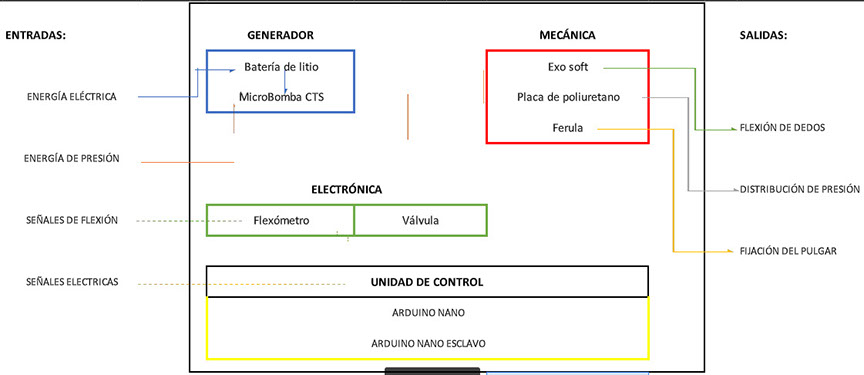 ENTRADAS:
GENERADOR
MECÁNICA
SALIDAS:
Batería de litio
Exo soft
ENERGÍA ELÉCTRICA
MicroBomba CTS
Placa de poliuretano
Ferula
FLEXIÓN DE DEDOS
ENERGÍA DE PRESIÓN
ELECTRÓNICA
DISTRIBUCIÓN DE PRESIÓN
SEÑALES DE FLEXIÓN
Flexómetro
Válvula
FIJACIÓN DEL PULGAR
SEÑALES ELECTRICAS
UNIDAD DE CONTROL
ARDUINO NANO
ARDUINO NANO ESCLAVO